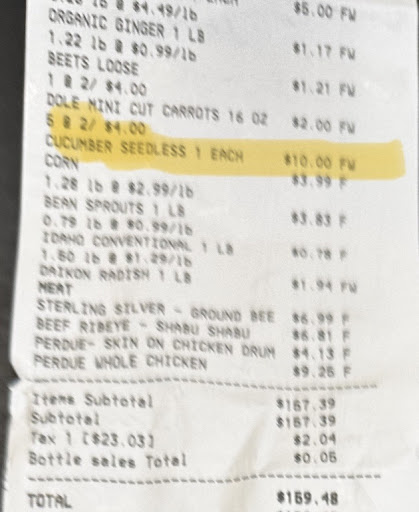 @ $4.49/lb $5.00 FW
ORGANIC GINGER 1 LB
1.22 lb @ $0.99/lb $1.17 FW
BEETS LOOSE
1 @ 2/ $4.00 $1.21 FW
DOLE MINI CUT CARROTS 16 OZ $2.00 FW
5 @ 2/ $4.00
CUCUMBER SEEDLESS 1 EACH $10.00 FW
CORN $3.99 F
1.28 lb @ $2.99/lb
BEAN SPROUTS 1 LB $3.83 F
0.79 lb @ $0.99/lb
IDAHO CONVENTIONAL 1 LB $0.78 F
1.50 lb @ $1.29/lb
DAIKON RADISH 1 LB $1.94 FW
MEAT
STERLING SILVER - GROUND BEE $6.99 F
BEEF RIBEYE - SHABU SHABU $6.81 F
PERDUE- SKIN ON CHICKEN DRUM $4.13 F
PERDUE WHOLE CHICKEN $9.26 F
Items Subtotal $167.39
Subtotal $167.39
Tax 1 [$23.03] $2.04
Bottle sales Total $0.05
TOTAL $169.48